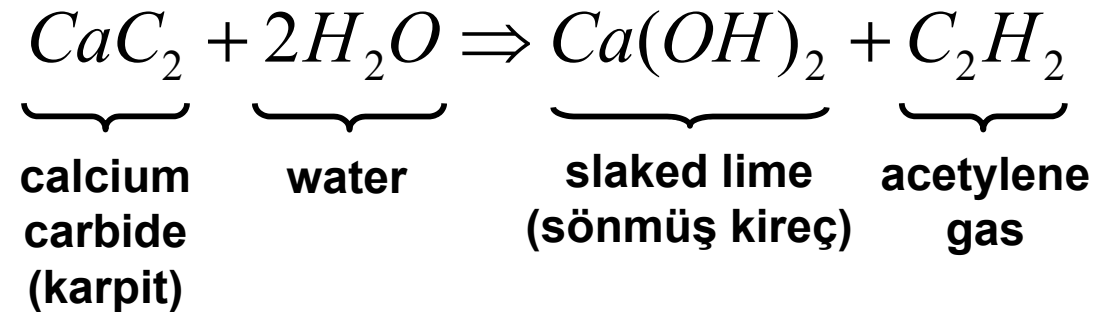 CaC₂ + 2H₂O ⇒ Ca(OH)₂ + C₂H₂
calcium carbide (karpit)
water
slaked lime (sönmüş kireç)
acetylene gas